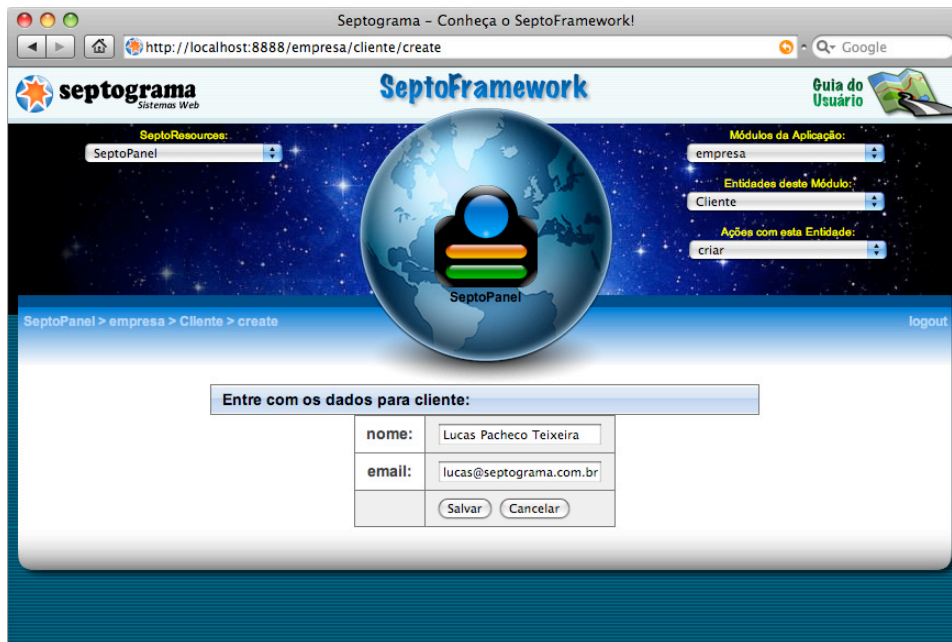 Septograma - Conheça o SeptoFramework!
http://localhost:8888/empresa/cliente/create
Google
septograma
Sistemas Web
SeptoFramework
Guia do
Usuário
SeptoResources:
SeptoPanel
Módulos da Aplicação:
empresa
Entidades deste Módulo:
Cliente
Ações com esta Entidade:
criar
SeptoPanel
SeptoPanel > empresa > Cliente > create
logout
Entre com os dados para cliente:
nome:
Lucas Pacheco Teixeira
email:
lucas@septograma.com.br
Salvar
Cancelar